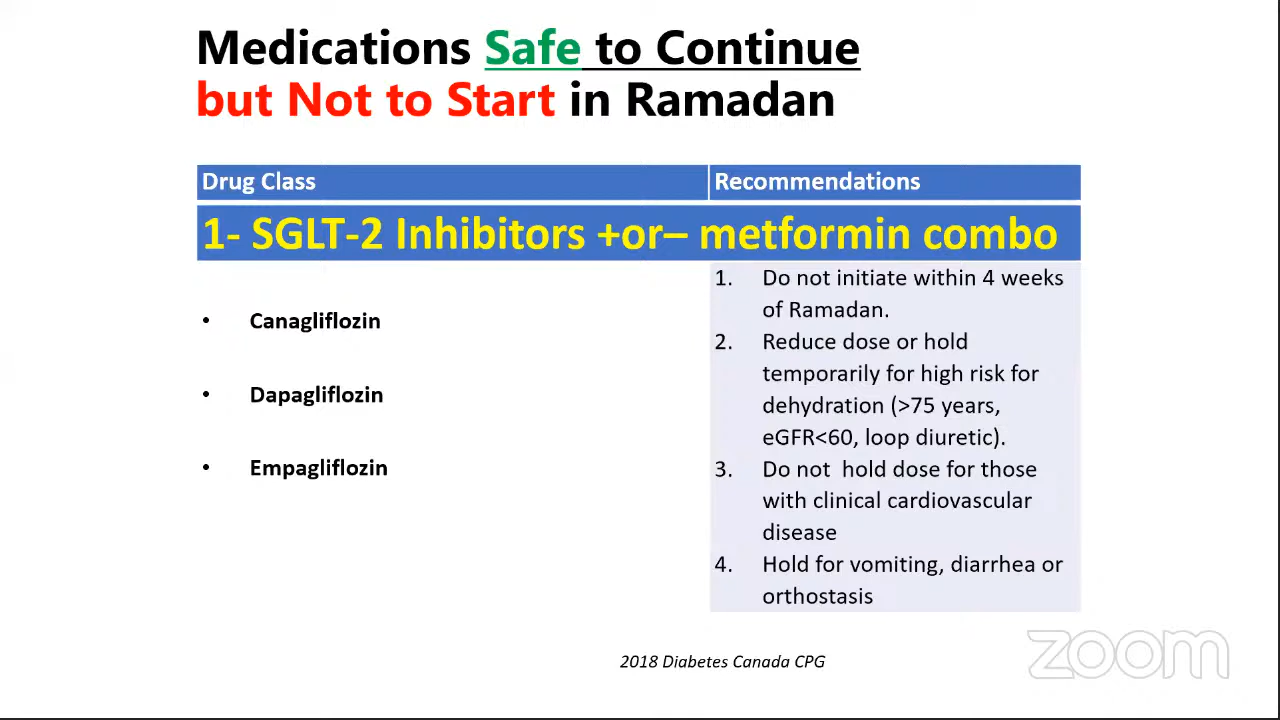 Medications Safe to Continue
but Not to Start in Ramadan
Drug Class
Recommendations
1- SGLT-2 Inhibitors +or– metformin combo
• Canagliflozin
• Dapagliflozin
• Empagliflozin
1. Do not initiate within 4 weeks
of Ramadan.
2. Reduce dose or hold
temporarily for high risk for
dehydration (>75 years,
eGFR<60, loop diuretic).
3. Do not  hold dose for those
with clinical cardiovascular
disease
4. Hold for vomiting, diarrhea or
orthostasis
2018 Diabetes Canada CPG
zoom